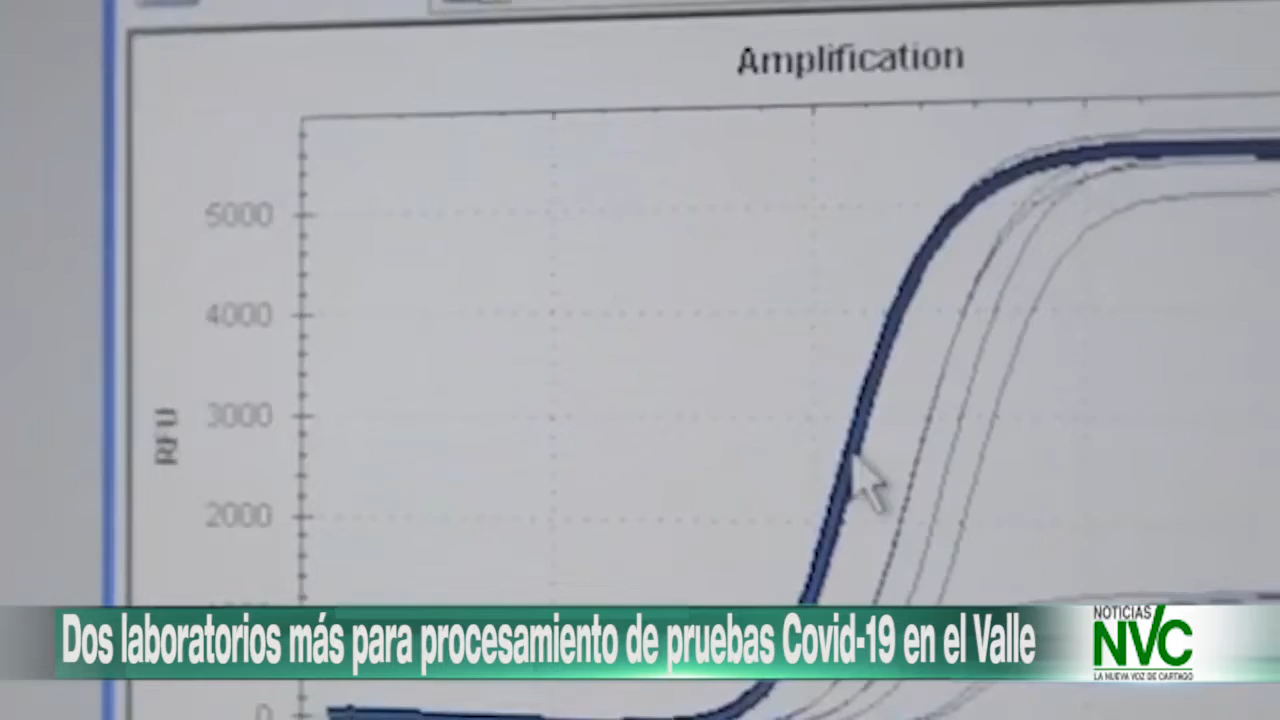 Amplification
5000
4000
RFU
3000
2000
Dos laboratorios más para procesamiento de pruebas Covid-19 en el Valle
NOTICIAS
NVC
LA NUEVA VOZ DE CARTAGO
0